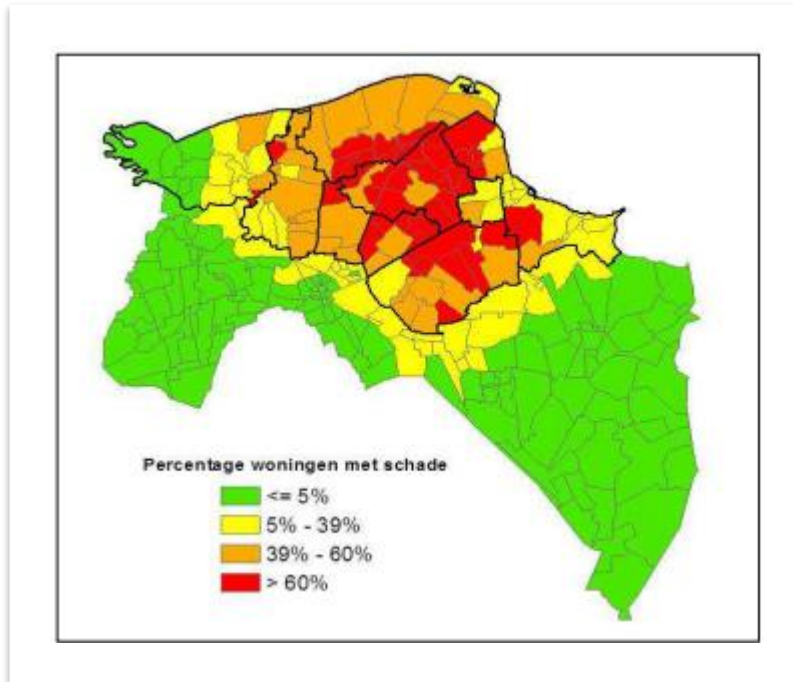 Percentage woningen met schade
<= 5%
5% - 39%
39% - 60%
> 60%